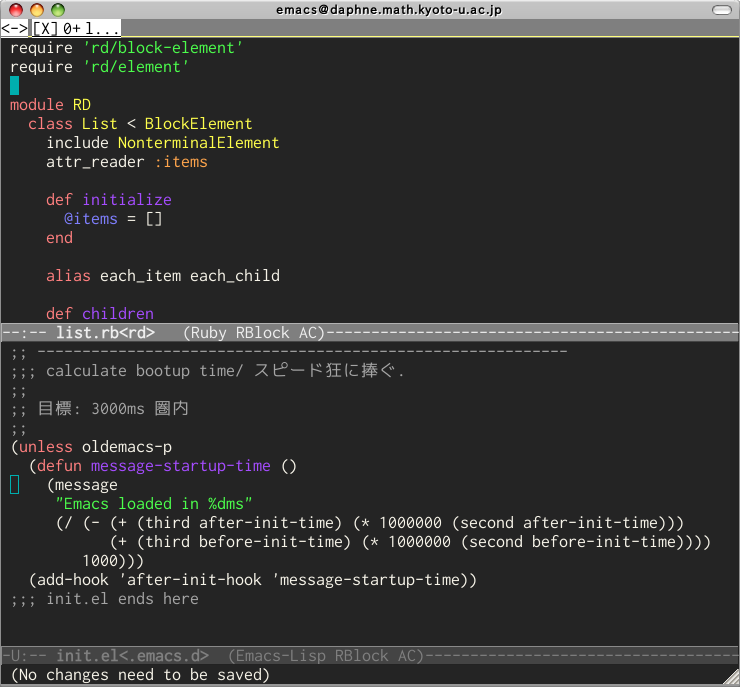 emacs@daphne.math.kyoto-u.ac.jp
<-> [X] 0+ l...
require 'rd/block-element'
require 'rd/element'
module RD
  class List < BlockElement
    include NonterminalElement
    attr_reader :items
    def initialize
      @items = []
    end
    alias each_item each_child
    def children
--:-- list.rb<rd>   (Ruby RBlock AC)----------------------------------------------
;; -----------------------------------------------------------
;;; calculate bootup time/ スピード狂に捧ぐ.
;;
;; 目標: 3000ms 圏内
;;
(unless oldemacs-p
  (defun message-startup-time ()
    (message
     "Emacs loaded in %dms"
     (/ (- (+ (third after-init-time) (* 1000000 (second after-init-time)))
           (+ (third before-init-time) (* 1000000 (second before-init-time))))
        1000)))
  (add-hook 'after-init-hook 'message-startup-time))
;;; init.el ends here
-U:-- init.el<.emacs.d>  (Emacs-Lisp RBlock AC)-----------------------------------
(No changes need to be saved)